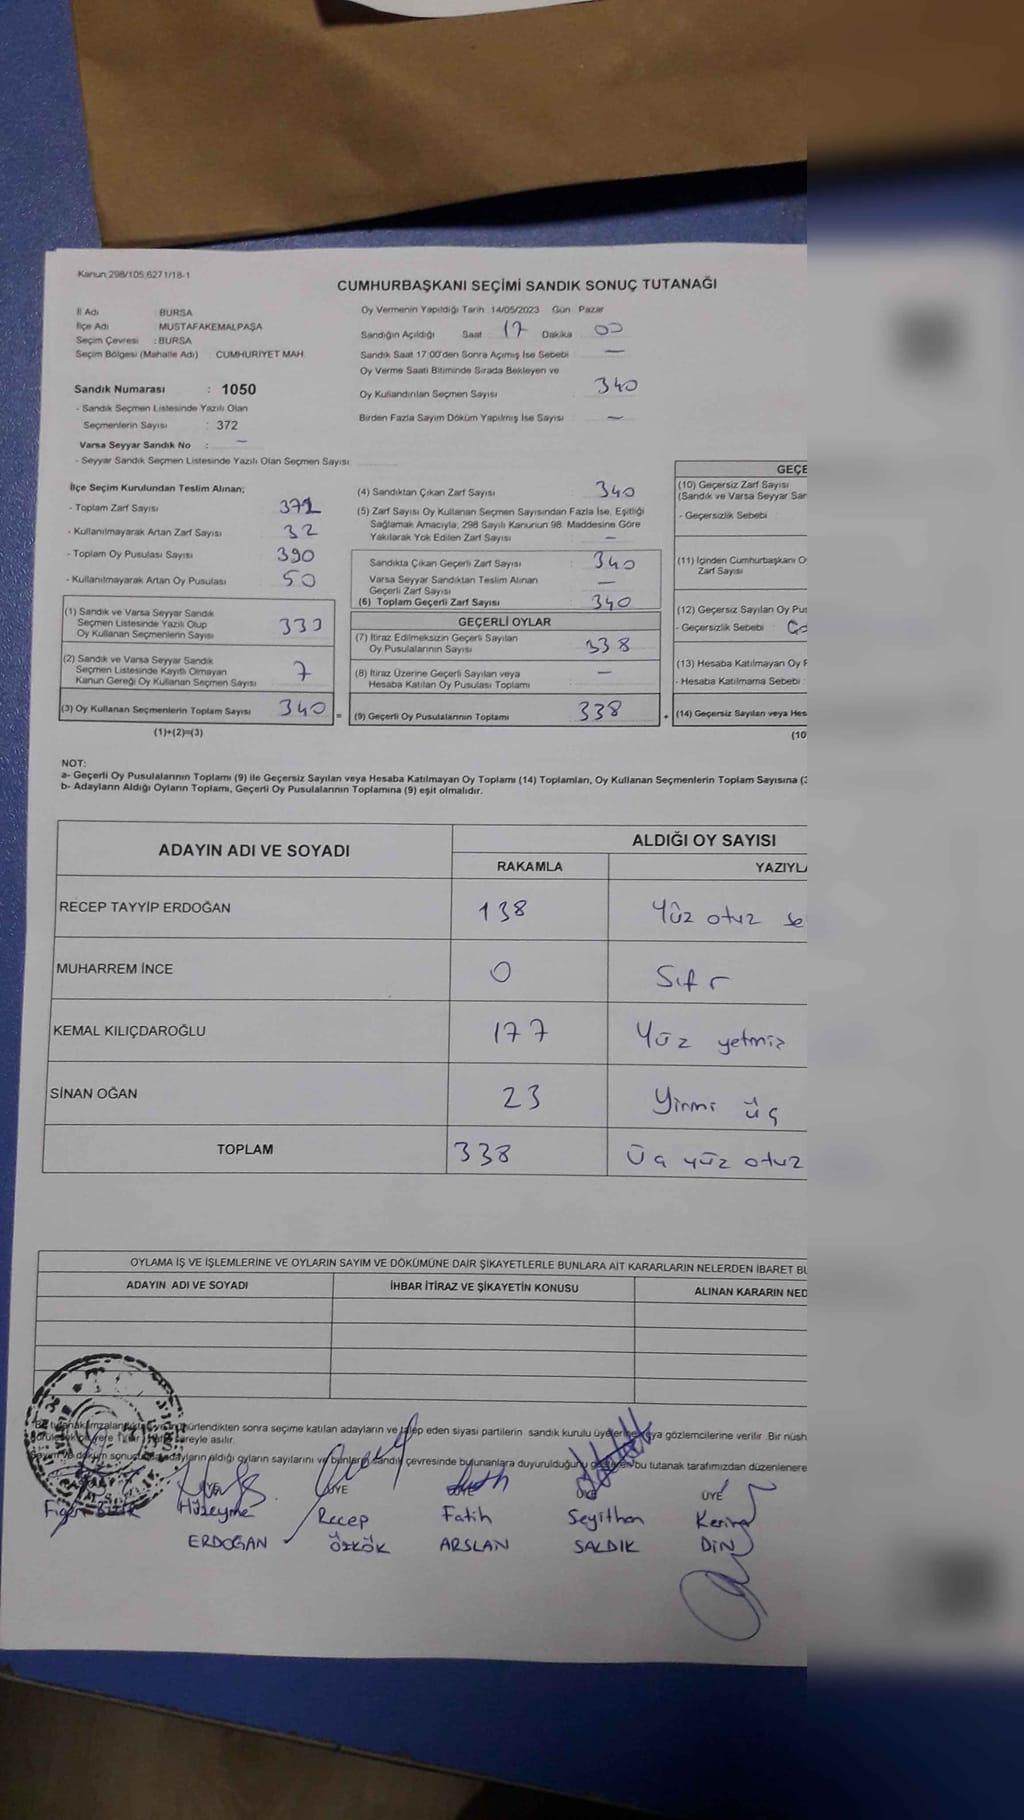 Kanun;298/105;6271/18-1
CUMHURBAŞKANI SEÇİMİ SANDIK SONUÇ TUTANAĞI
İl Adı : BURSA
İlçe Adı : MUSTAFAKEMALPAŞA
Seçim Çevresi : BURSA
Seçim Bölgesi (Mahalle Adı) CUMHURİYET MAH.
Oy Vermenin Yapıldığı Tarih 14/05/2023 Gün Pazar
Sandığın Açıldığı Saat 17 Dakika 00
Sandık Saat 17:00'den Sonra Açımış İse Sebebi —
Oy Verme Saati Bitiminde Sırada Bekleyen ve
Oy Kullandırılan Seçmen Sayısı 340
Birden Fazla Sayım Döküm Yapılmış İse Sayısı —
Sandık Numarası : 1050
- Sandık Seçmen Listesinde Yazılı Olan
Seçmenlerin Sayısı : 372
Varsa Seyyar Sandık No : —
- Seyyar Sandık Seçmen Listesinde Yazılı Olan Seçmen Sayısı
İlçe Seçim Kurulundan Teslim Alınan;
- Toplam Zarf Sayısı : 372
- Kullanılmayarak Artan Zarf Sayısı : 32
- Toplam Oy Pusulası Sayısı : 390
- Kullanılmayarak Artan Oy Pusulası : 50
(1) Sandık ve Varsa Seyyar Sandık
Seçmen Listesinde Yazılı Olup
Oy Kullanan Seçmenlerin Sayısı : 333
(2) Sandık ve Varsa Seyyar Sandık
Seçmen Listesinde Kayıtlı Olmayan
Kanun Gereği Oy Kullanan Seçmen Sayısı : 7
(3) Oy Kullanan Seçmenlerin Toplam Sayısı : 340 =
(1)+(2)=(3)
(4) Sandıktan Çıkan Zarf Sayısı : 340
(5) Zarf Sayısı Oy Kullanan Seçmen Sayısından Fazla İse, Eşitliği
Sağlamak Amacıyla, 298 Sayılı Kanunun 98. Maddesine Göre
Yakılarak Yok Edilen Zarf Sayısı : —
Sandıkta Çıkan Geçerli Zarf Sayısı : 340
Varsa Seyyar Sandıktan Teslim Alınan
Geçerli Zarf Sayısı : —
(6) Toplam Geçerli Zarf Sayısı : 340
GEÇERLİ OYLAR
(7) İtiraz Edilmeksizin Geçerli Sayılan
Oy Pusulalarının Sayısı : 338
(8) İtiraz Üzerine Geçerli Sayılan veya
Hesaba Katılan Oy Pusulası Toplamı : —
(9) Geçerli Oy Pusulalarının Toplamı : 338 +
GEÇE
(10) Geçersiz Zarf Sayısı
(Sandık ve Varsa Seyyar San
- Geçersizlik Sebebi :
(11) İçinden Cumhurbaşkanı O
Zarf Sayısı
(12) Geçersiz Sayılan Oy Pus
- Geçersizlik Sebebi :
(13) Hesaba Katılmayan Oy P
- Hesaba Katılmama Sebebi :
(14) Geçersiz Sayılan veya Hes
(10
NOT:
a- Geçerli Oy Pusulalarının Toplamı (9) ile Geçersiz Sayılan veya Hesaba Katılmayan Oy Toplamı (14) Toplamları, Oy Kullanan Seçmenlerin Toplam Sayısına (3
b- Adayların Aldığı Oyların Toplamı, Geçerli Oy Pusulalarının Toplamına (9) eşit olmalıdır.
ADAYIN ADI VE SOYADI
ALDIĞI OY SAYISI
RAKAMLA YAZIYLA
RECEP TAYYİP ERDOĞAN 138 Yüz otuz se
MUHARREM İNCE 0 Sıfır
KEMAL KILIÇDAROĞLU 177 Yüz yetmiz
SİNAN OĞAN 23 Yirmi üç
TOPLAM 338 Üç yüz otuz
OYLAMA İŞ VE İŞLEMLERİNE VE OYLARIN SAYIM VE DÖKÜMÜNE DAİR ŞİKAYETLERLE BUNLARA AİT KARARLARIN NELERDEN İBARET BU
ADAYIN ADI VE SOYADI İHBAR İTİRAZ VE ŞİKAYETİN KONUSU ALINAN KARARIN NED
sonra seçime katılan adayların ve talep eden siyasi partilerin sandık kurulu üyelerine veya gözlemcilerine verilir. Bir nüsh
asılır.
adayların aldığı oyların sayılarını ve bunların sandık çevresinde bulunanlara duyurulduğunu bu tutanak tarafımızdan düzenlenere
ÜYE ÜYE ÜYE ÜYE
Figen Hüzeyme Recep Fatih Seyithan Kerim
ERDOĞAN ÖZKÖK ARSLAN SALDIK DİN